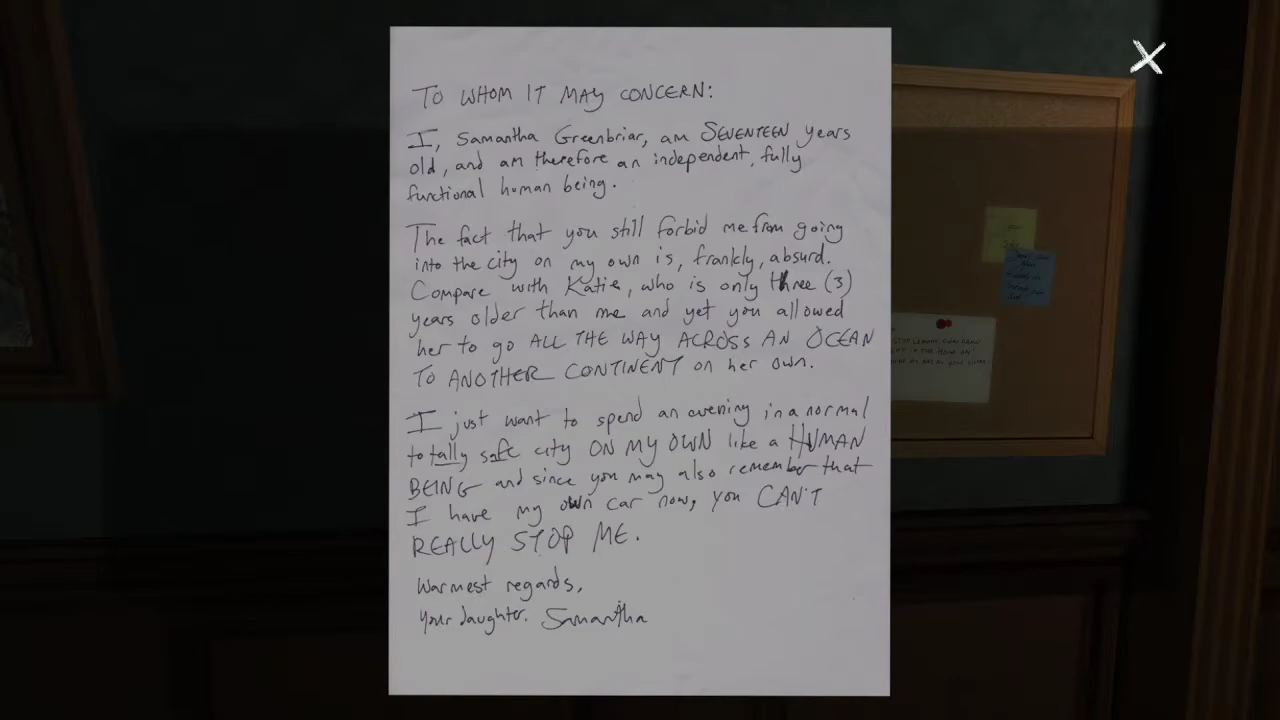 TO WHOM IT MAY CONCERN:
I, Samantha Greenbriar, am SEVENTEEN years
old, and am therefore an independent, fully
functional human being.
The fact that you still forbid me from going
into the city on my own is, frankly, absurd.
Compare with Katie, who is only three (3)
years older than me and yet you allowed
her to go ALL THE WAY ACROSS AN OCEAN
TO ANOTHER CONTINENT on her own.
I just want to spend an evening in a normal
totally safe city ON MY OWN like a HUMAN
BEING and since you may also remember that
I have my own car now, you CAN'T
REALLY STOP ME.
Warmest regards,
Your daughter. Samantha